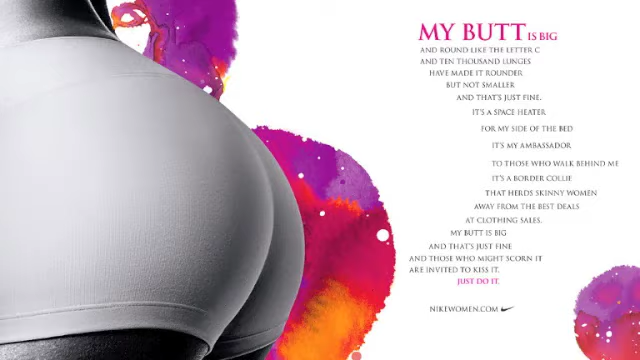 MY BUTT IS BIG
AND ROUND LIKE THE LETTER C
AND TEN THOUSAND LUNGES
HAVE MADE IT ROUNDER
BUT NOT SMALLER
AND THAT'S JUST FINE.
IT'S A SPACE HEATER
FOR MY SIDE OF THE BED
IT'S MY AMBASSADOR
TO THOSE WHO WALK BEHIND ME
IT'S A BORDER COLLIE
THAT HERDS SKINNY WOMEN
AWAY FROM THE BEST DEALS
AT CLOTHING SALES.
MY BUTT IS BIG
AND THAT'S JUST FINE
AND THOSE WHO MIGHT SCORN IT
ARE INVITED TO KISS IT.
JUST DO IT.
NIKEWOMEN.COM